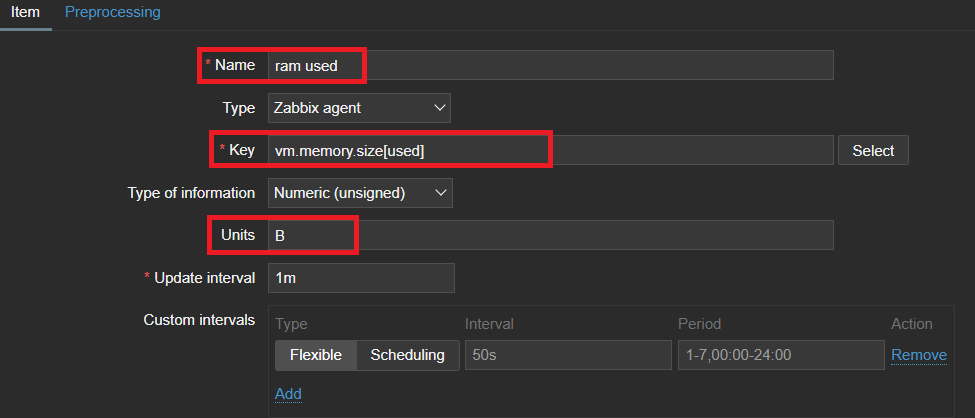 Item Preprocessing
* Name ram used
Type Zabbix agent
* Key vm.memory.size[used] Select
Type of information Numeric (unsigned)
Units B
* Update interval 1m
Custom intervals Type Interval Period Action
Flexible Scheduling 50s 1-7,00:00-24:00 Remove
Add